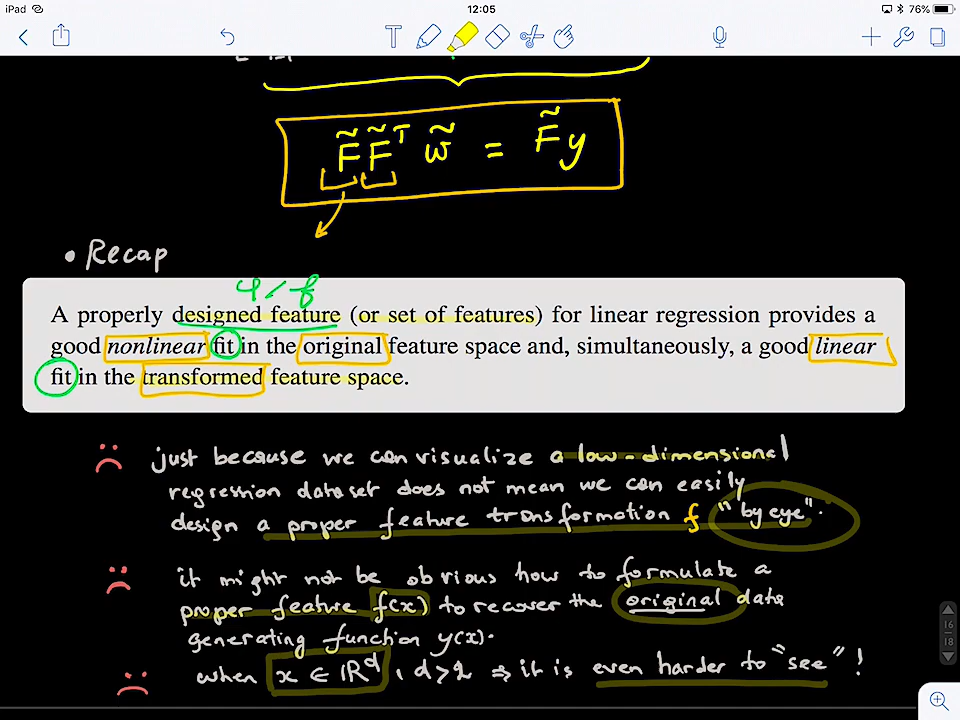 iPad
12:05
76%
T
F̃ F̃ᵀ w̃ = F̃ y
• Recap
φ / f
A properly designed feature (or set of features) for linear regression provides a
good nonlinear fit in the original feature space and, simultaneously, a good linear
fit in the transformed feature space.
just because we can visualize a low-dimensional
regression dataset does not mean we can easily
design a proper feature transformation f "by eye".
it might not be obvious how to formulate a
proper feature f(x) to recover the original data
generating function y(x).
when x ∈ ℝᵈ, d>2 ⇒ it is even harder to "see"!
16
18